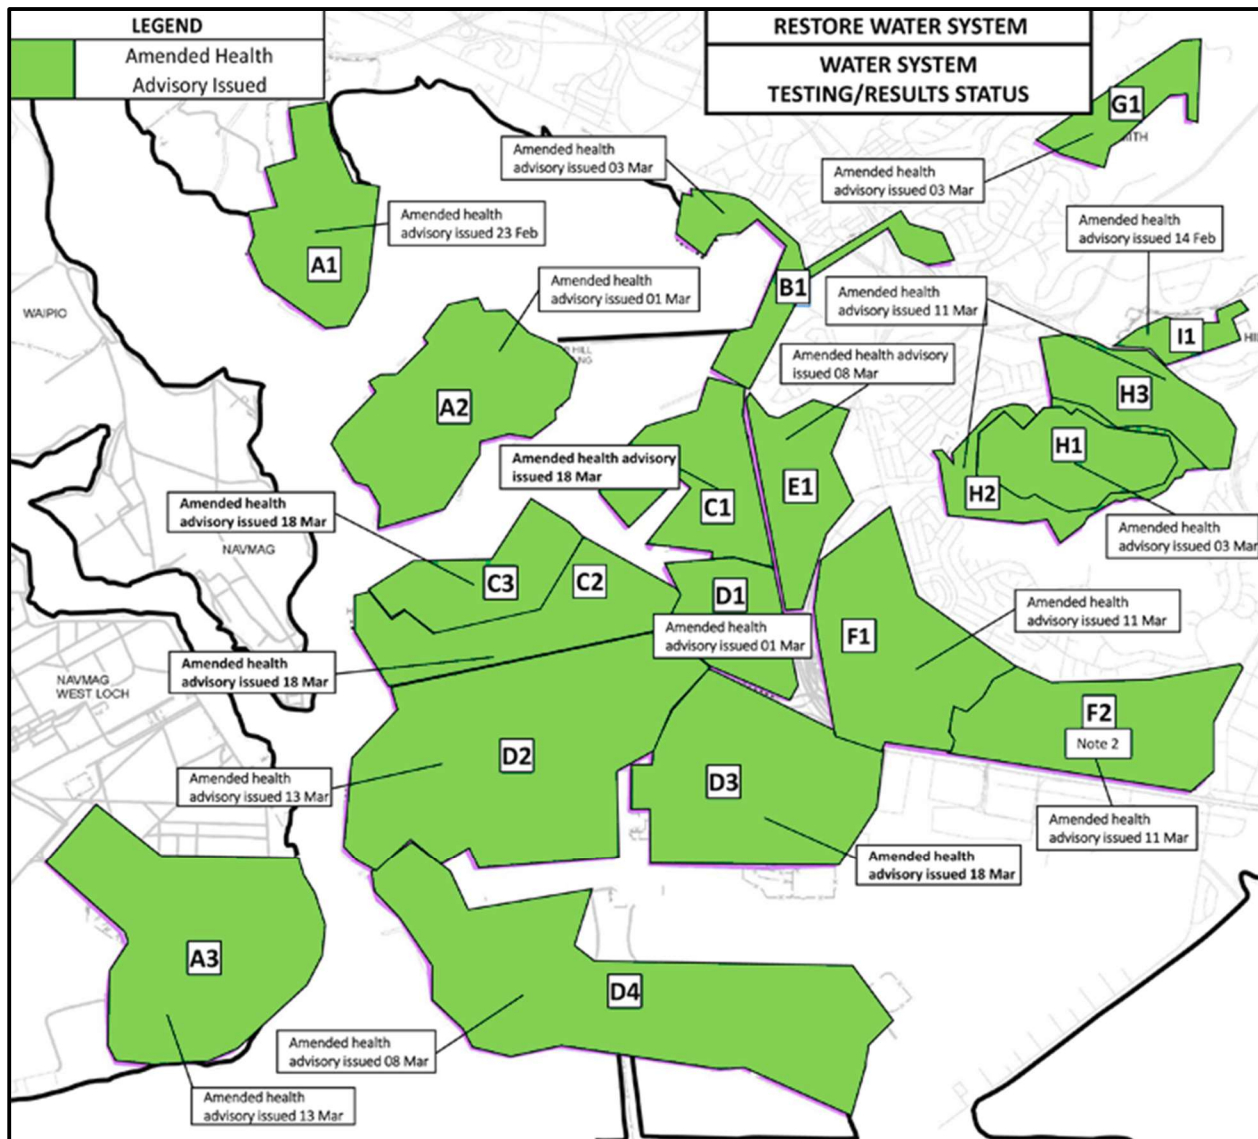 LEGEND
Amended Health
Advisory Issued
RESTORE WATER SYSTEM
WATER SYSTEM
TESTING/RESULTS STATUS
G1
Amended health
advisory issued 03 Mar
Amended health
advisory issued 03 Mar
Amended health
advisory issued 23 Feb
A1
Amended health
advisory issued 14 Feb
Amended health
advisory issued 01 Mar
B1
Amended health
advisory issued 11 Mar
WAIPIO
I1
Amended health advisory
issued 08 Mar
A2
H3
H1
Amended health advisory
issued 18 Mar
E1
H2
C1
Amended health
advisory issued 18 Mar
Amended health
advisory issued 03 Mar
NAVMAG
C3
C2
D1
Amended health
advisory issued 01 Mar
F1
Amended health
advisory issued 11 Mar
Amended health
advisory issued 18 Mar
NAVMAG
WEST LOCH
F2
Note 2
D2
D3
Amended health
advisory issued 13 Mar
Amended health
advisory issued 11 Mar
Amended health
advisory issued 18 Mar
A3
D4
Amended health
advisory issued 08 Mar
Amended health
advisory issued 13 Mar